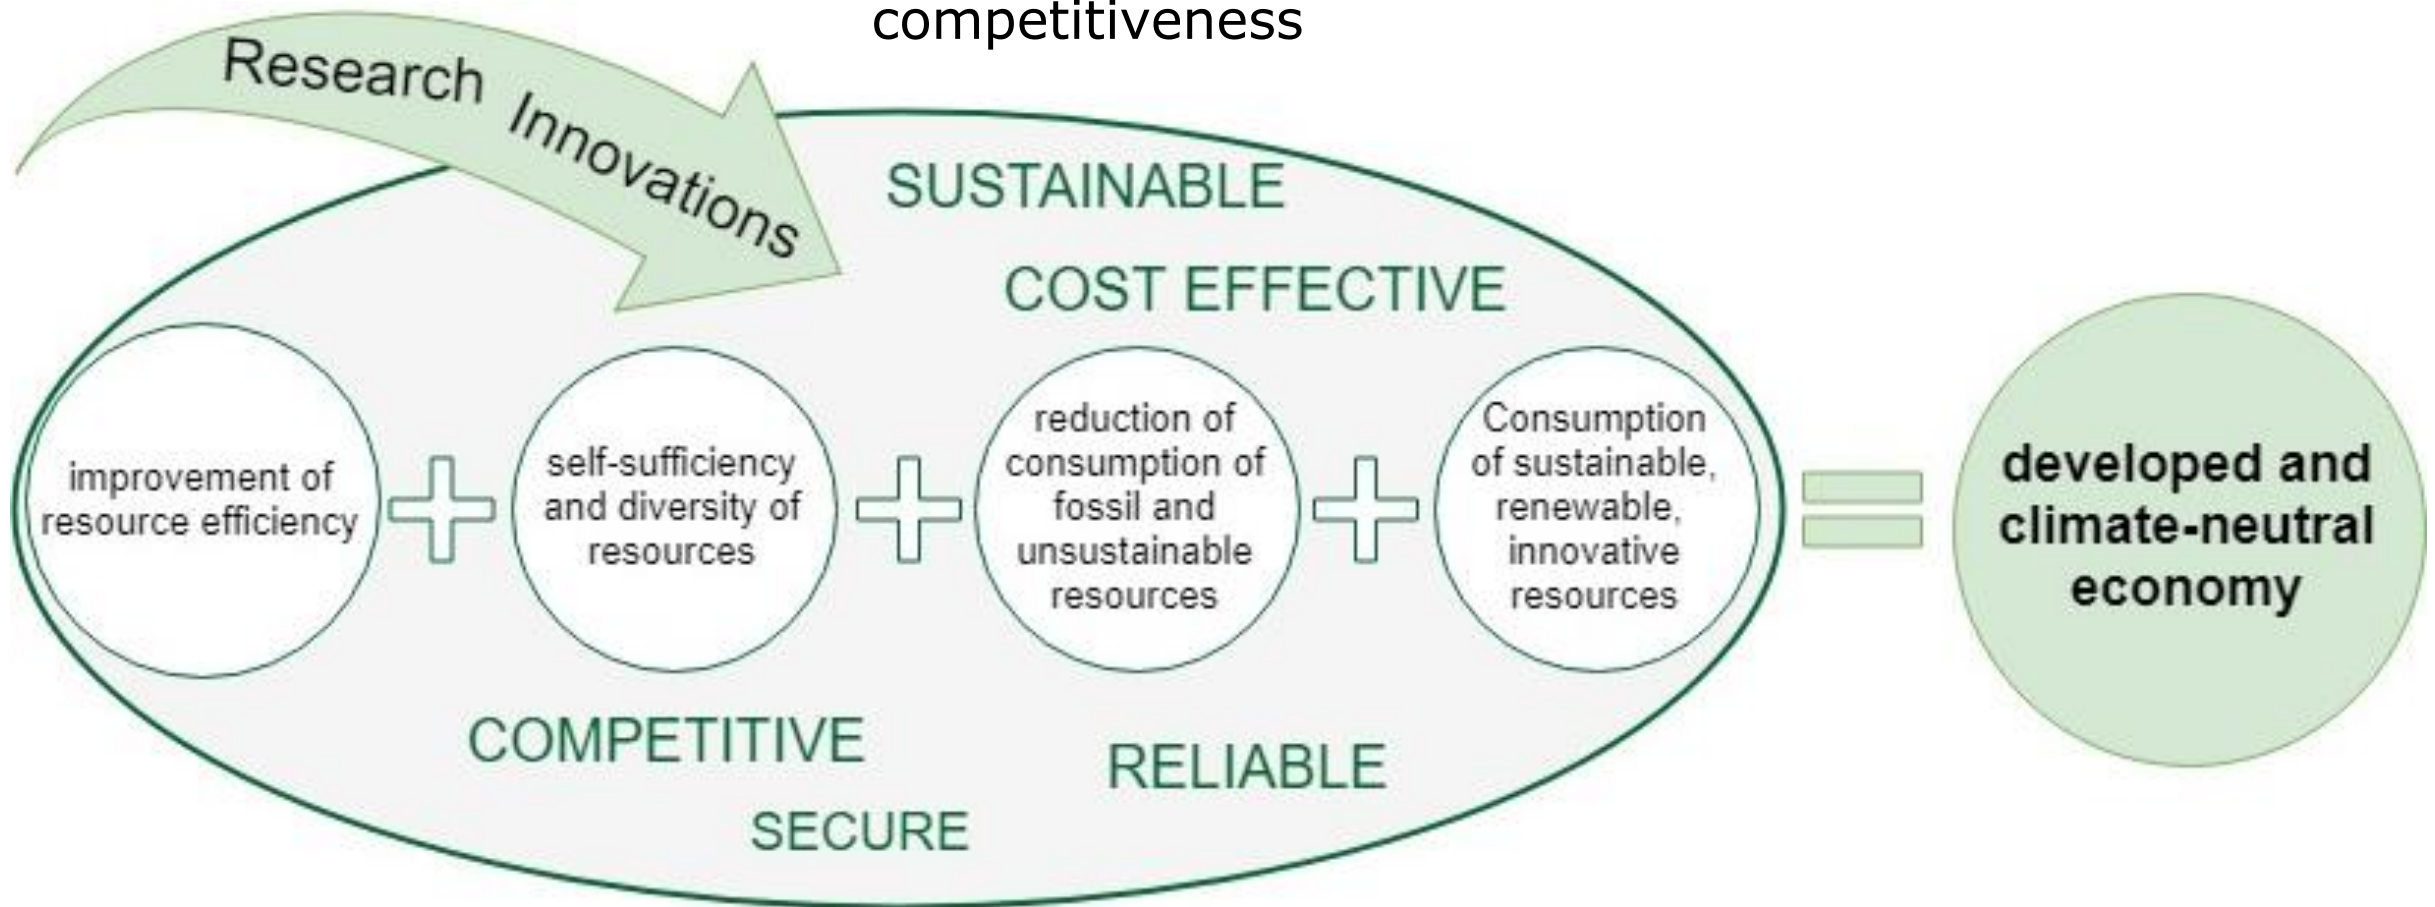 competitiveness
Research Innovations
SUSTAINABLE
COST EFFECTIVE
improvement of
resource efficiency
self-sufficiency
and diversity of
resources
reduction of
consumption of
fossil and
unsustainable
resources
Consumption
of sustainable,
renewable,
innovative
resources
developed and
climate-neutral
economy
COMPETITIVE
RELIABLE
SECURE